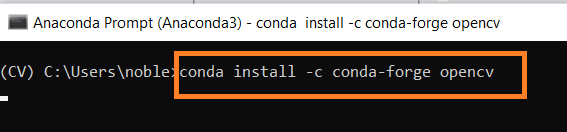 Anaconda Prompt (Anaconda3) - conda  install -c conda-forge opencv
(CV) C:\Users\noble>conda install -c conda-forge opencv